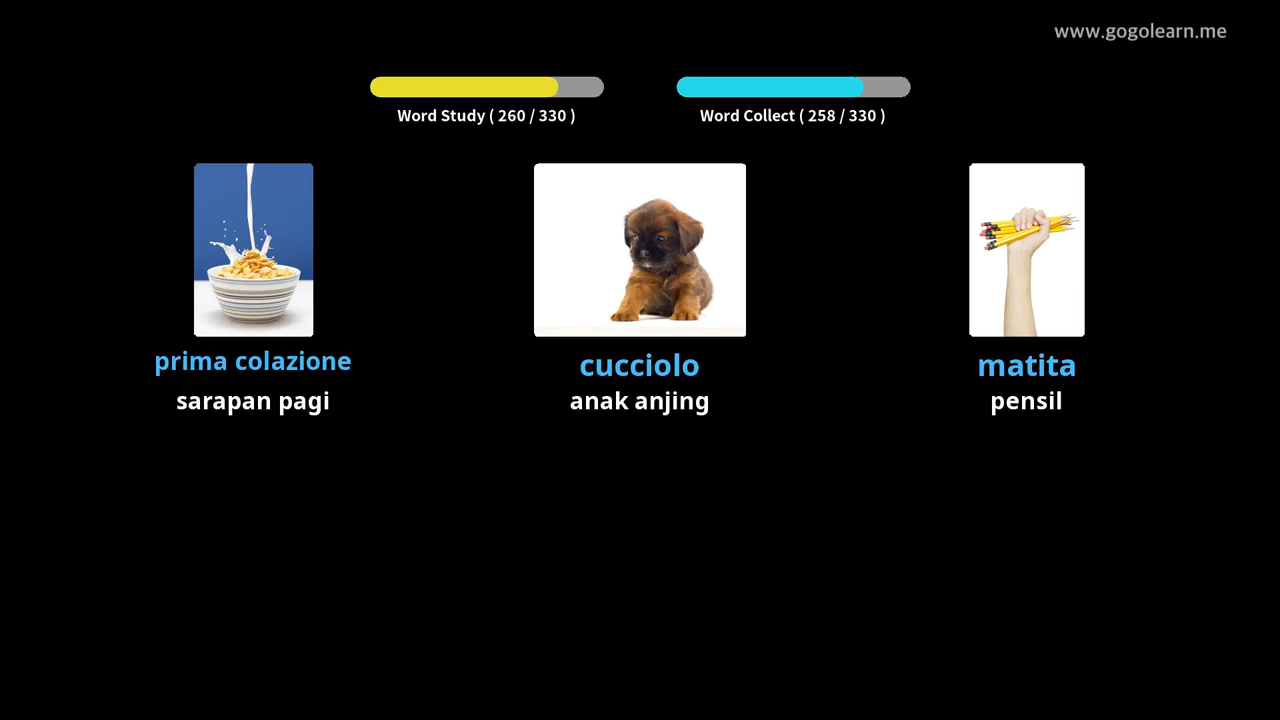 www.gogolearn.me
Word Study ( 260 / 330 )
Word Collect ( 258 / 330 )
prima colazione
cucciolo
matita
sarapan pagi
anak anjing
pensil